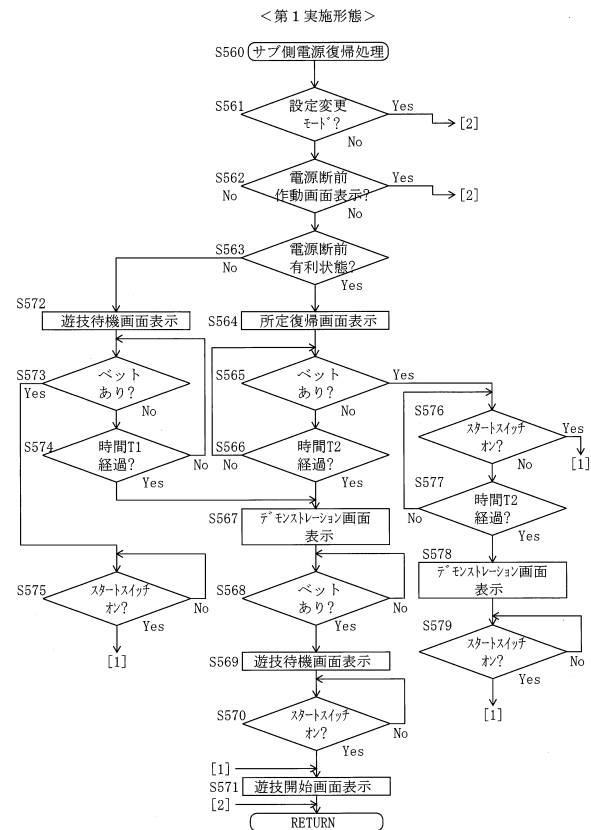 ＜第１実施形態＞
S560 サブ側電源復帰処理
S561 設定変更
ﾓｰﾄﾞ?
Yes
[2]
No
S562 電源断前
作動画面表示?
Yes
No
[2]
No
S563 電源断前
有利状態?
No
Yes
S572
遊技待機画面表示
S564 所定復帰画面表示
S573 ベット
あり?
Yes
No
S574 時間T1
経過?
No
Yes
S565 ベット
あり?
Yes
No
S566 時間T2
経過?
No
Yes
S576
ｽﾀｰﾄｽｲｯﾁ
ｵﾝ?
Yes
[1]
No
S577
時間T2
経過?
No
Yes
S567 ﾃﾞﾓﾝｽﾄﾚｰｼｮﾝ画面
表示
S578
ﾃﾞﾓﾝｽﾄﾚｰｼｮﾝ画面
表示
S575 ｽﾀｰﾄｽｲｯﾁ
ｵﾝ?
No
Yes
[1]
S568 ベット
あり?
No
Yes
S579
ｽﾀｰﾄｽｲｯﾁ
ｵﾝ?
No
Yes
[1]
S569 遊技待機画面表示
S570 ｽﾀｰﾄｽｲｯﾁ
ｵﾝ?
No
Yes
[1]
S571 遊技開始画面表示
[2]
RETURN